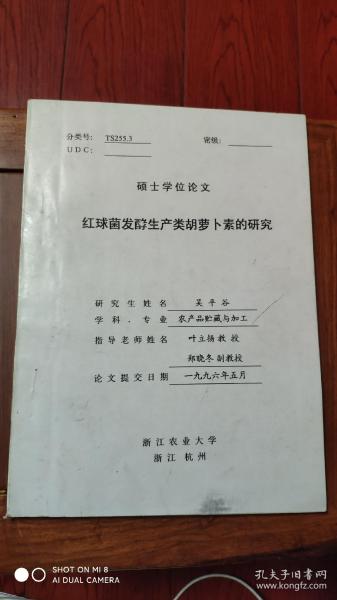 分类号: TS255.3 密级:
UDC:
硕士学位论文
红球菌发酵生产类胡萝卜素的研究
研究生姓名 吴平谷
学科·专业 农产品贮藏与加工
指导老师姓名 叶立扬教授
郑晓冬副教授
论文提交日期 一九九六年五月
浙江农业大学
浙江 杭州
SHOT ON MI 8
AI DUAL CAMERA
孔夫子旧书网
www.kongfz.com